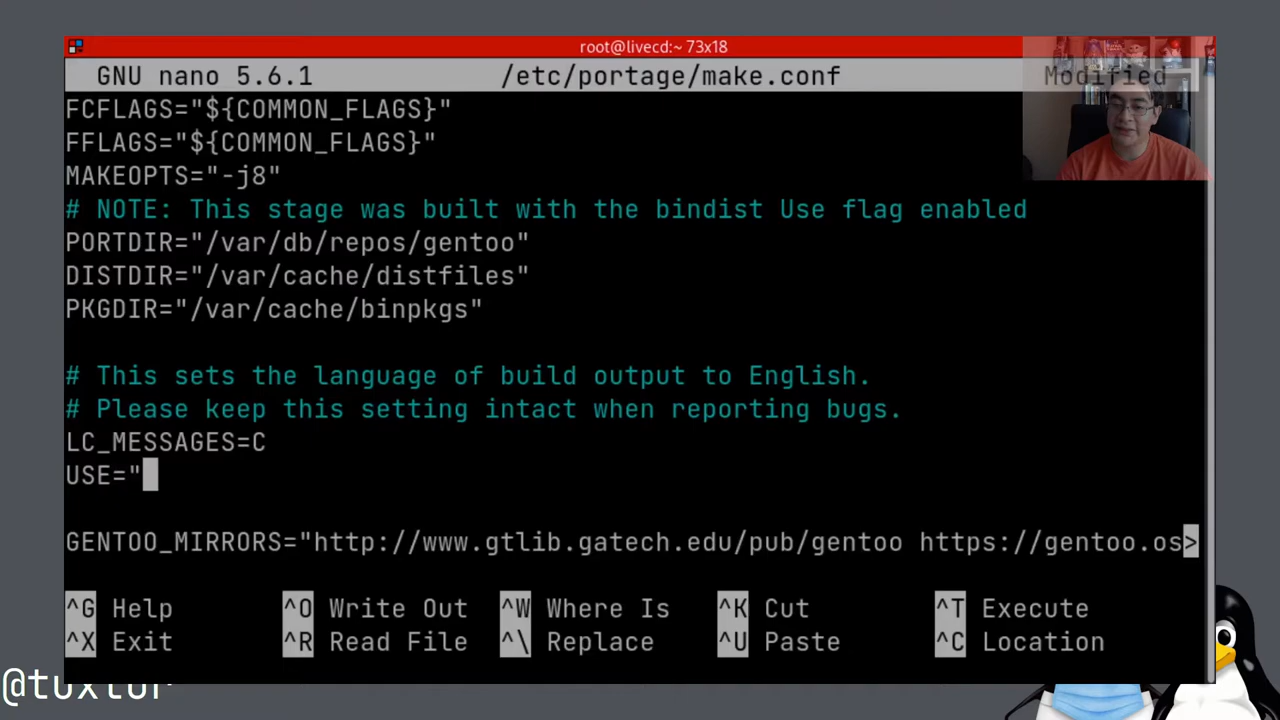 root@livecd:~ 73x18
GNU nano 5.6.1 /etc/portage/make.conf Modified
FCFLAGS="${COMMON_FLAGS}"
FFLAGS="${COMMON_FLAGS}"
MAKEOPTS="-j8"
# NOTE: This stage was built with the bindist Use flag enabled
PORTDIR="/var/db/repos/gentoo"
DISTDIR="/var/cache/distfiles"
PKGDIR="/var/cache/binpkgs"
# This sets the language of build output to English.
# Please keep this setting intact when reporting bugs.
LC_MESSAGES=C
USE="
GENTOO_MIRRORS="http://www.gtlib.gatech.edu/pub/gentoo https://gentoo.os>
^G Help ^O Write Out ^W Where Is ^K Cut ^T Execute
^X Exit ^R Read File ^\ Replace ^U Paste ^C Location